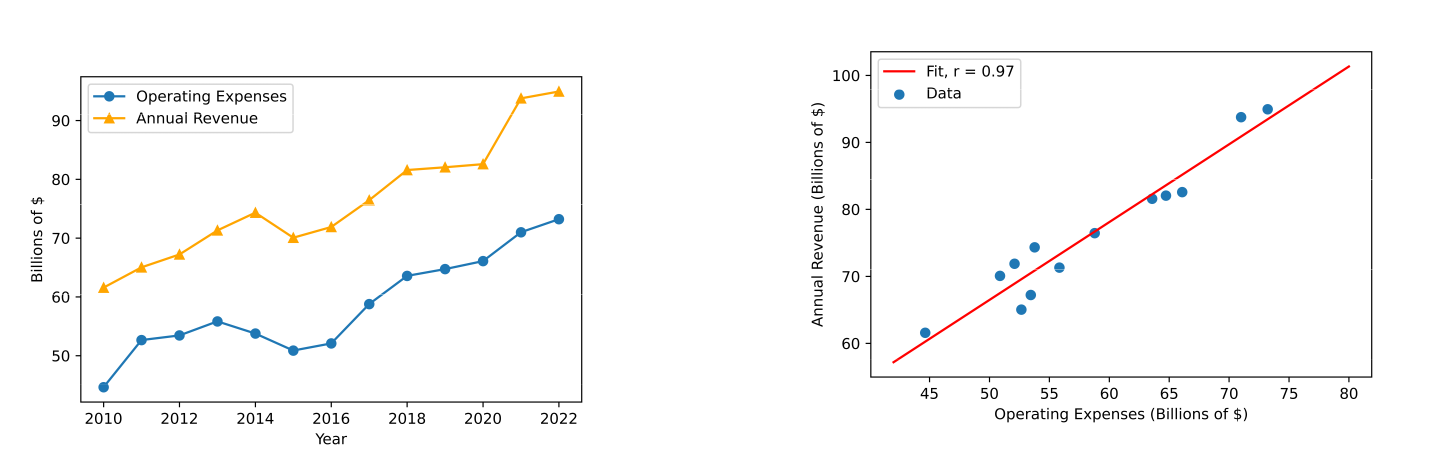 Operating Expenses
Annual Revenue
90
80
70
60
50
Billions of $
2010 2012 2014 2016 2018 2020 2022
Year
Fit, r = 0.97
Data
100
90
80
70
60
Annual Revenue (Billions of $)
45 50 55 60 65 70 75 80
Operating Expenses (Billions of $)